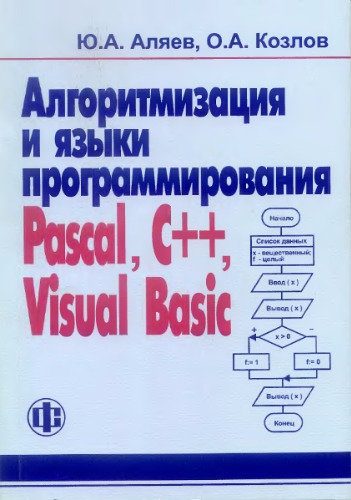 Ю.А. Аляев, О.А. Козлов
Алгоритмизация
и языки
программирования
Pascal, C++,
Visual Basic
Начало
Список данных
x - вещественный;
f - целый
Ввод ( x )
Вывод ( x )
+
x > 0
–
f:= 1
f:= 0
Вывод ( x )
Конец